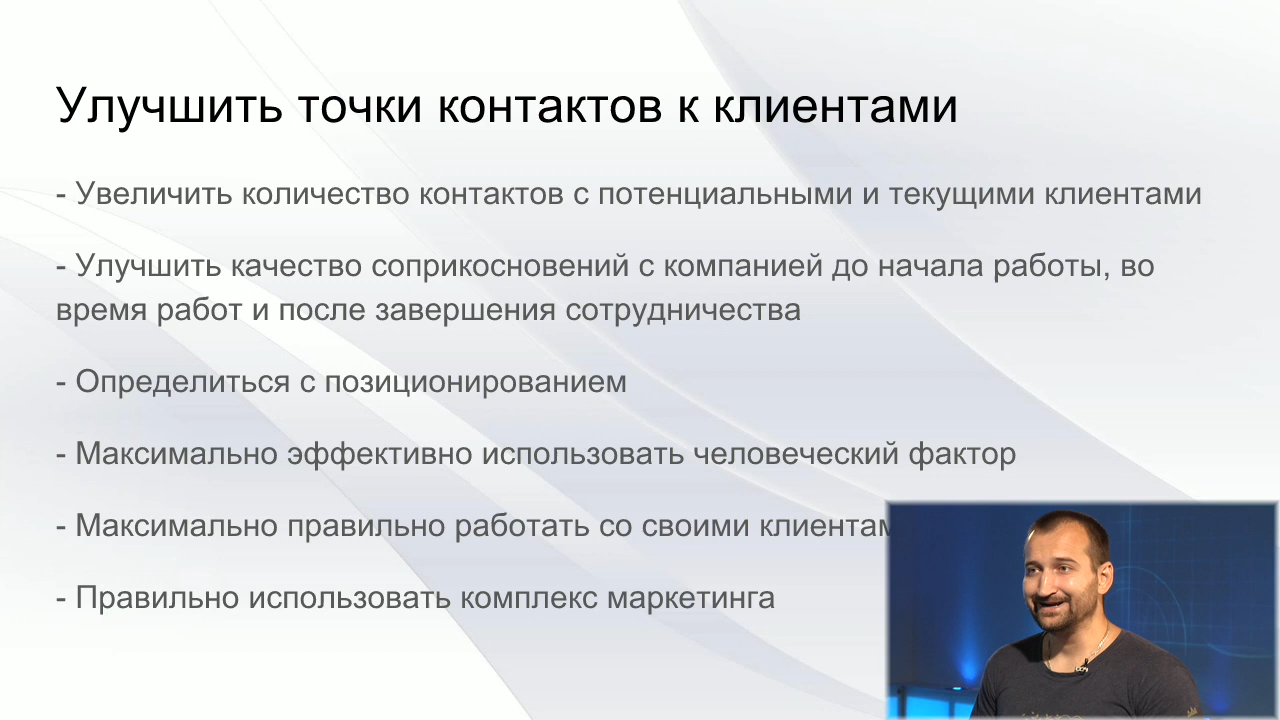 Улучшить точки контактов к клиентами
- Увеличить количество контактов с потенциальными и текущими клиентами
- Улучшить качество соприкосновений с компанией до начала работы, во
время работ и после завершения сотрудничества
- Определиться с позиционированием
- Максимально эффективно использовать человеческий фактор
- Максимально правильно работать со своими
- Правильно использовать комплекс маркетинга